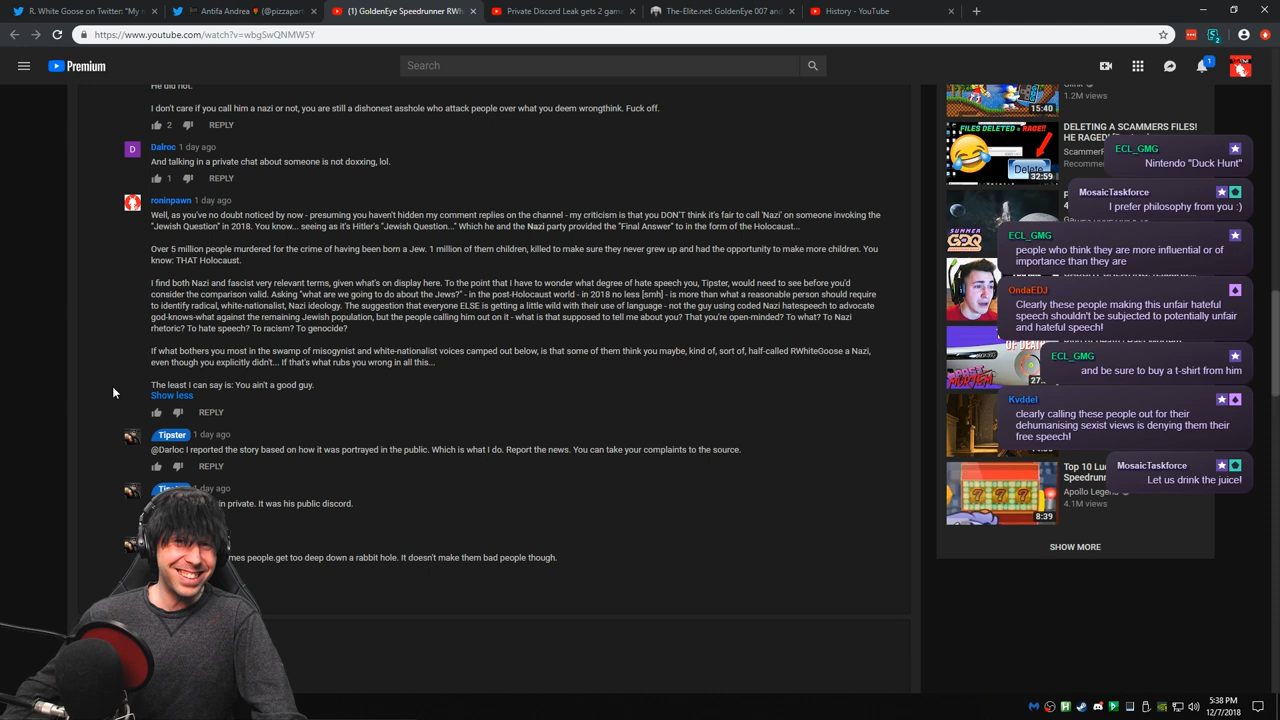 R. White Goose on Twitter: "My n
Antifa Andrea
(@pizzapart
(1) GoldenEye Speedrunner RWh
Private Discord Leak gets 2 game
The-Elite.net: GoldenEye 007 and
History - YouTube
https://www.youtube.com/watch?v=wbgSwQNMW5Y
Premium
Search
1
He did not.
I don't care if you call him a nazi or not, you are still a dishonest asshole who attack people over what you deem wrongthink. Fuck off.
2 REPLY
D
Dalroc 1 day ago
And talking in a private chat about someone is not doxxing, lol.
1 REPLY
roninpawn 1 day ago
Well, as you've no doubt noticed by now - presuming you haven't hidden my comment replies on the channel - my criticism is that you DON'T think it's fair to call 'Nazi' on someone invoking the
"Jewish Question" in 2018. You know... seeing as it's Hitler's "Jewish Question..." Which he and the Nazi party provided the "Final Answer" to in the form of the Holocaust...
Over 5 million people murdered for the crime of having been born a Jew. 1 million of them children, killed to make sure they never grew up and had the opportunity to make more children. You
know: THAT Holocaust.
I find both Nazi and fascist very relevant terms, given what's on display here. To the point that I have to wonder what degree of hate speech you, Tipster, would need to see before you'd
consider the comparison valid. Asking "what are we going to do about the Jews?" - in the post-Holocaust world - in 2018 no less [smh] - is more than what a reasonable person should require
to identify radical, white-nationalist, Nazi ideology. The suggestion that everyone ELSE is getting a little wild with their use of language - not the guy using coded Nazi hatespeech to advocate
god-knows-what against the remaining Jewish population, but the people calling him out on it - what is that supposed to tell me about you? That you're open-minded? To what? To Nazi
rhetoric? To hate speech? To racism? To genocide?
If what bothers you most in the swamp of misogynist and white-nationalist voices camped out below, is that some of them think you maybe, kind of, sort of, half-called RWhiteGoose a Nazi,
even though you explicitly didn't... If that's what rubs you wrong in all this...
The least I can say is: You ain't a good guy.
Show less
REPLY
Tipster 1 day ago
@Darloc I reported the story based on how it was portrayed in the public. Which is what I do. Report the news. You can take your complaints to the source.
REPLY
1 day ago
in private. It was his public discord.
people.get too deep down a rabbit hole. It doesn't make them bad people though.
15:40
1.2M views
FILES DELETED = RAGE!!
Delete
32:59
DELETING A SCAMMERS FILES!
HE RAGED
Recomme
SUMMER
GDQ
27
Top 10 Lu
Speedrunn
Apollo Legend
4.1M views
8:39
SHOW MORE
ECL_GMG
Nintendo "Duck Hunt"
MosaicTaskforce
I prefer philosophy from you :)
ECL_GMG
people who think they are more influential or of
importance than they are
OndaEDJ
Clearly these people making this unfair hateful
speech shouldn't be subjected to potentially unfair
and hateful speech!
ECL_GMG
and be sure to buy a t-shirt from him
Kvddel
clearly calling these people out for their
dehumanising sexist views is denying them their
free speech!
MosaicTaskforce
Let us drink the juice!
5:38 PM
12/7/2018